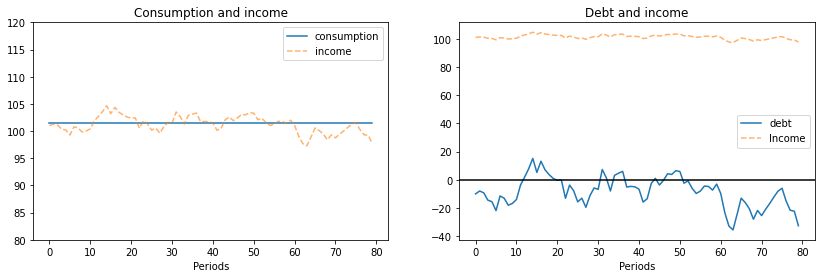 Consumption and income
120
115
110
105
100
95
90
85
80
0 10 20 30 40 50 60 70 80
Periods
consumption
income
Debt and income
100
80
60
40
20
0
−20
−40
0 10 20 30 40 50 60 70 80
Periods
debt
Income